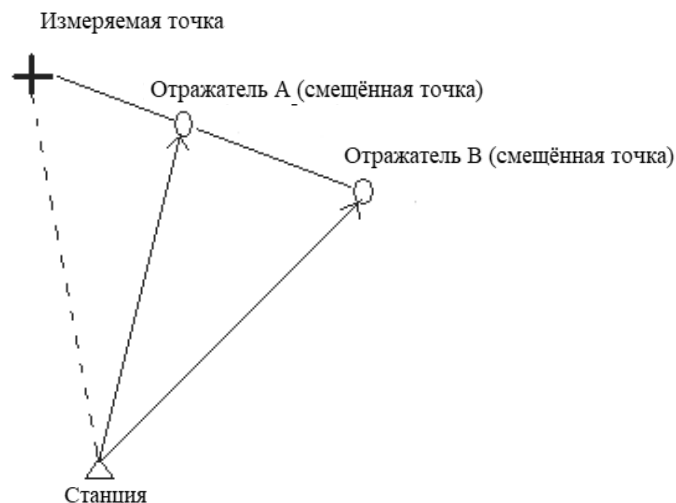 Измеряемая точка
Отражатель А (смещённая точка)
Отражатель В (смещённая точка)
Станция